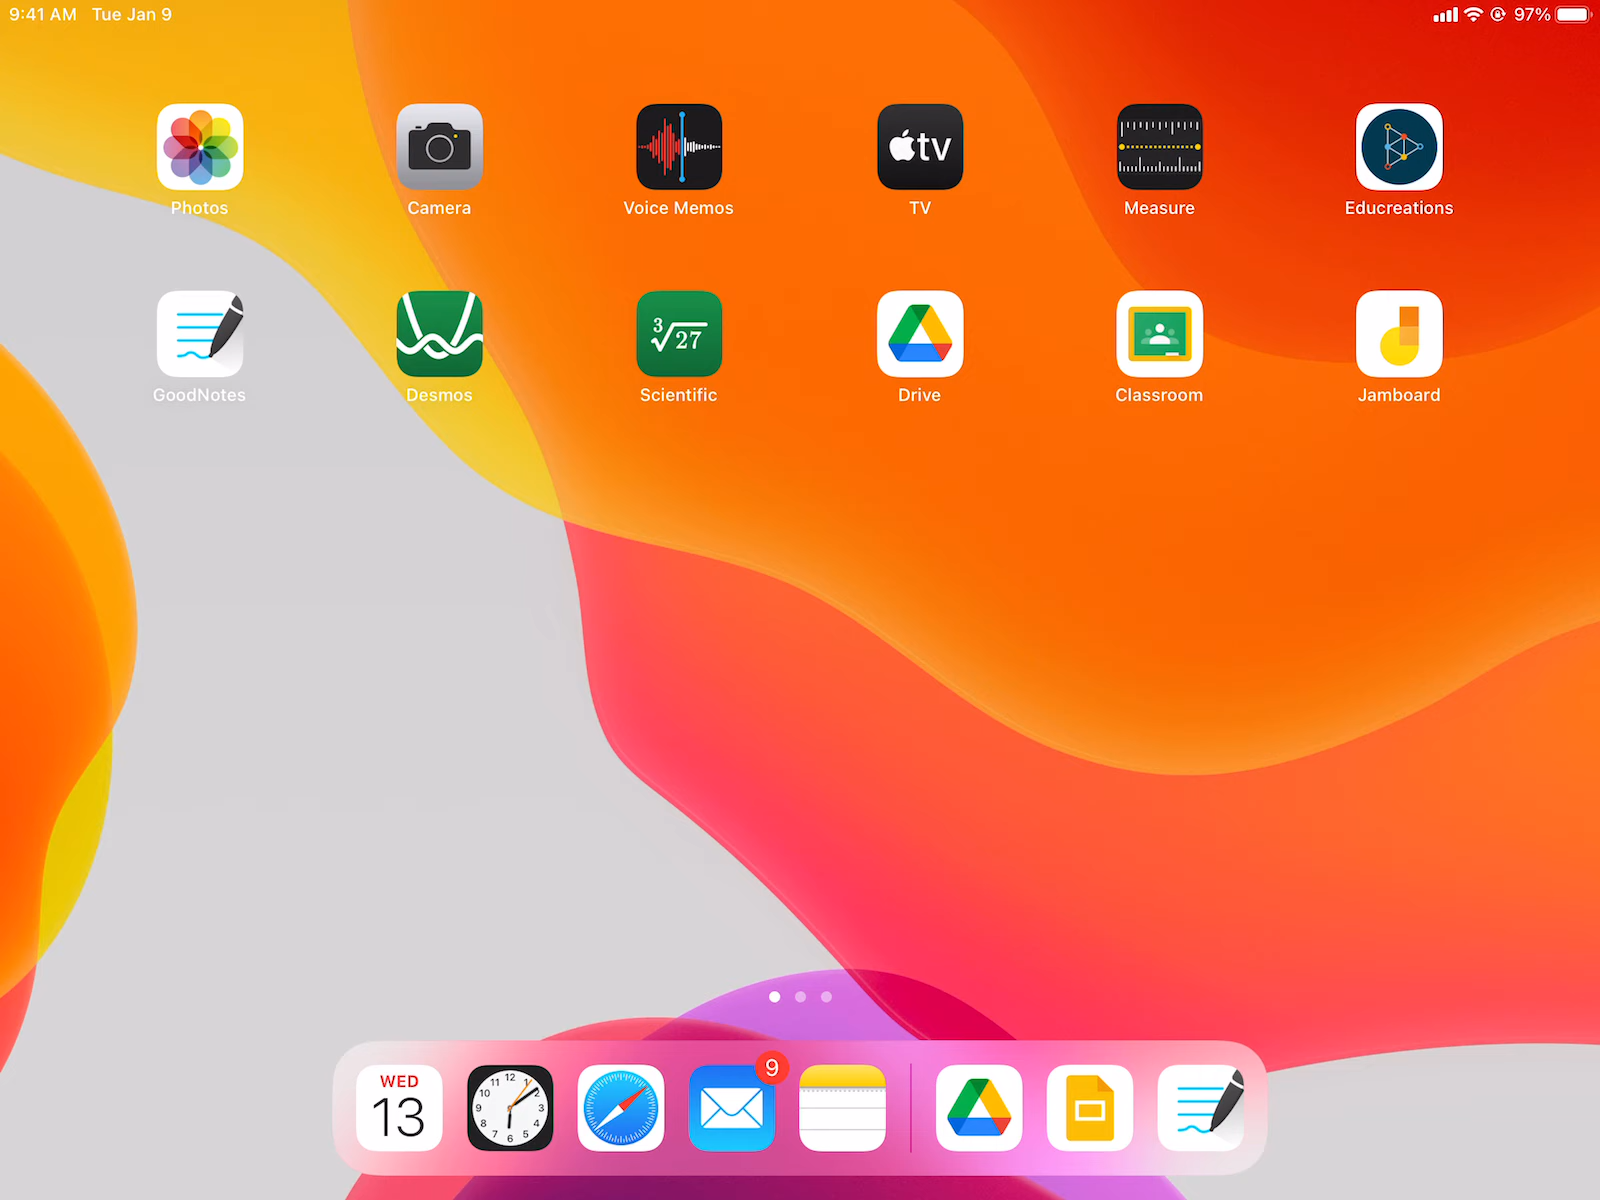 9:41 AM Tue Jan 9 97%
Photos Camera Voice Memos tv TV Measure Educreations
GoodNotes Desmos 3√27 Scientific Drive Classroom Jamboard
WED 9
13
12 1 2 3 4 5 6 7 8 9 10 11